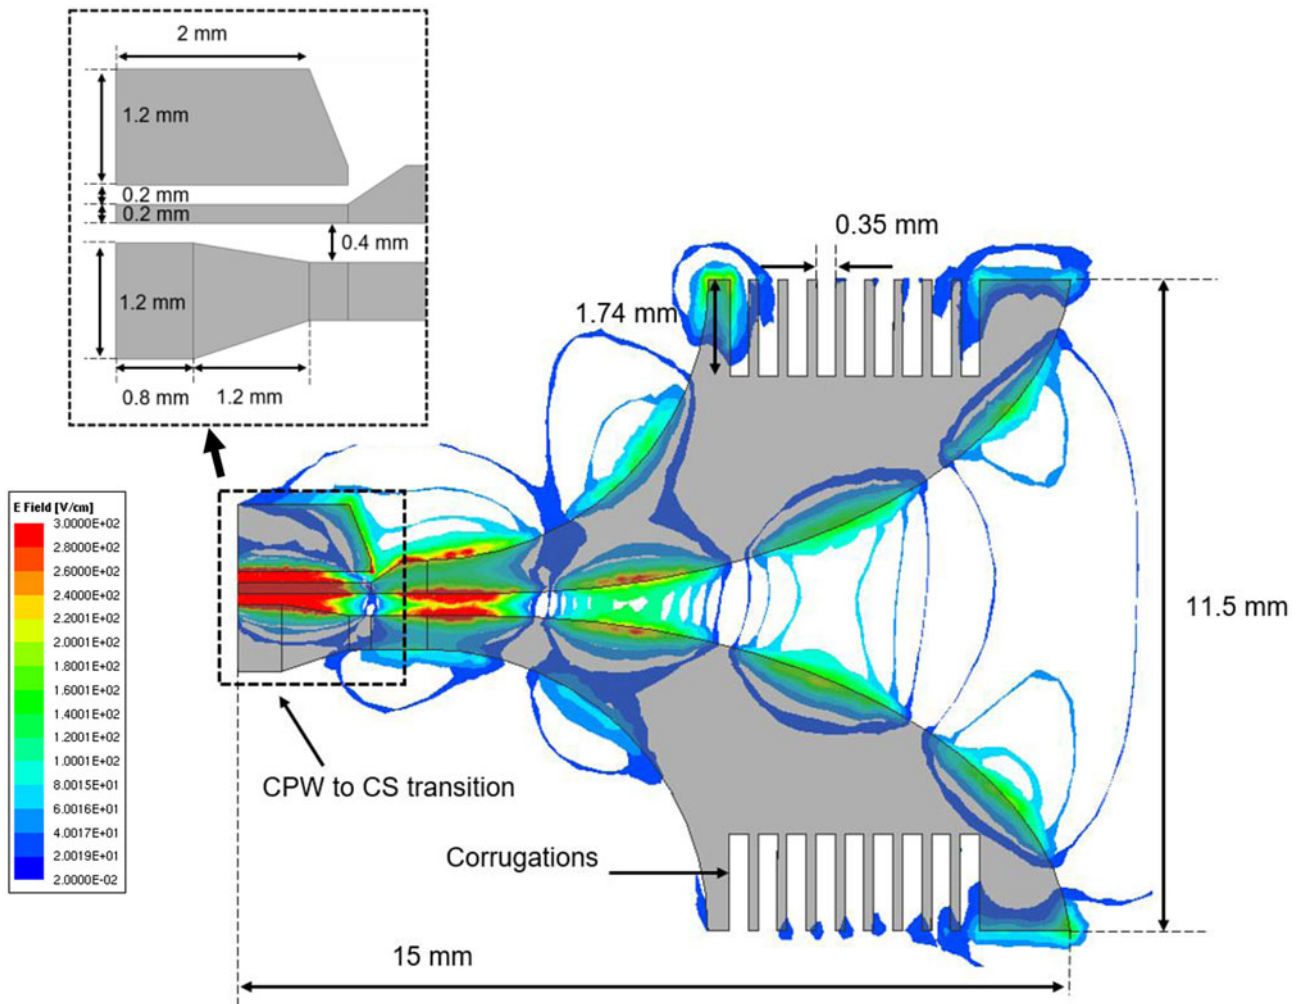 2 mm
1.2 mm
0.2 mm
0.2 mm
0.4 mm
1.2 mm
0.8 mm
1.2 mm
0.35 mm
1.74 mm
E Field [V/cm]
3.0000E+02
2.8000E+02
2.6000E+02
2.4000E+02
2.2001E+02
2.0001E+02
1.8001E+02
1.6001E+02
1.4001E+02
1.2001E+02
1.0001E+02
8.0015E+01
6.0016E+01
4.0017E+01
2.0019E+01
2.0000E-02
11.5 mm
CPW to CS transition
Corrugations
15 mm